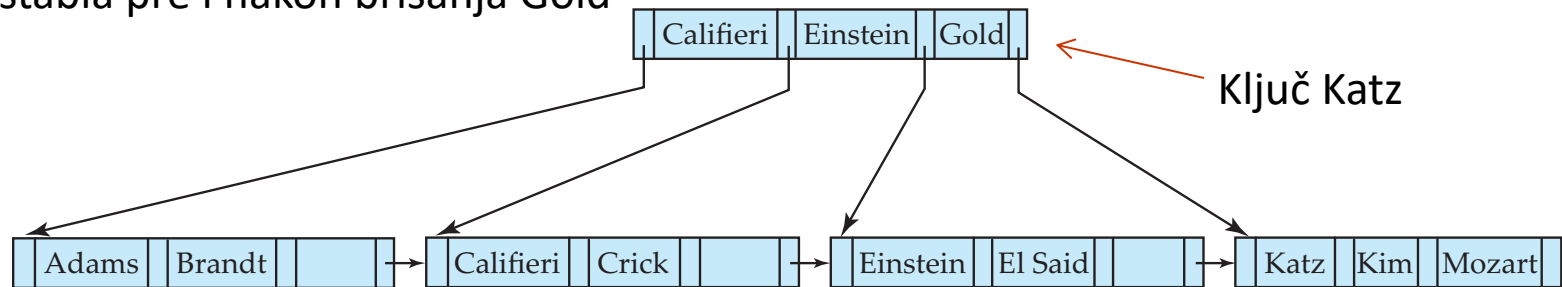 stabla pre i nakon brisanja Gold
Califieri Einstein Gold
Ključ Katz
Adams Brandt Califieri Crick Einstein El Said Katz Kim Mozart